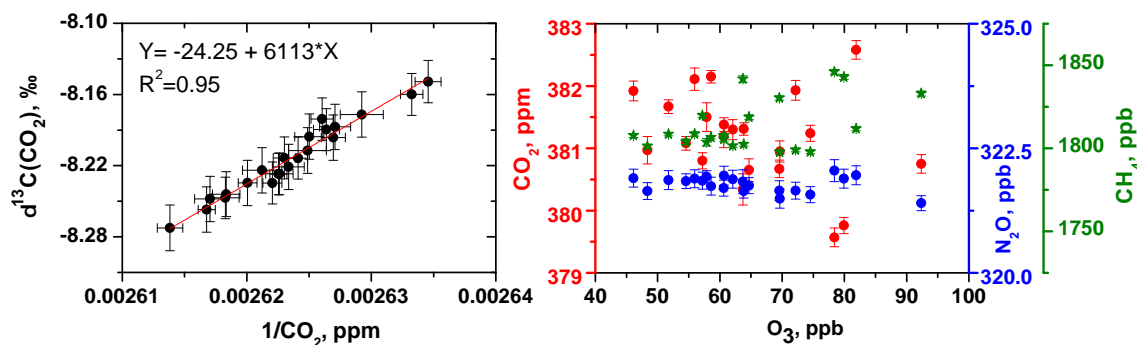 -8.10
-8.16
-8.22
-8.28
d¹³C(CO₂), ‰
Y= -24.25 + 6113*X
R²=0.95
0.00261 0.00262 0.00263 0.00264
1/CO₂, ppm
383
382
381
380
379
CO₂, ppm
40 50 60 70 80 90 100
O₃, ppb
325.0
322.5
320.0
N₂O, ppb
1850
1800
1750
CH₄, ppb